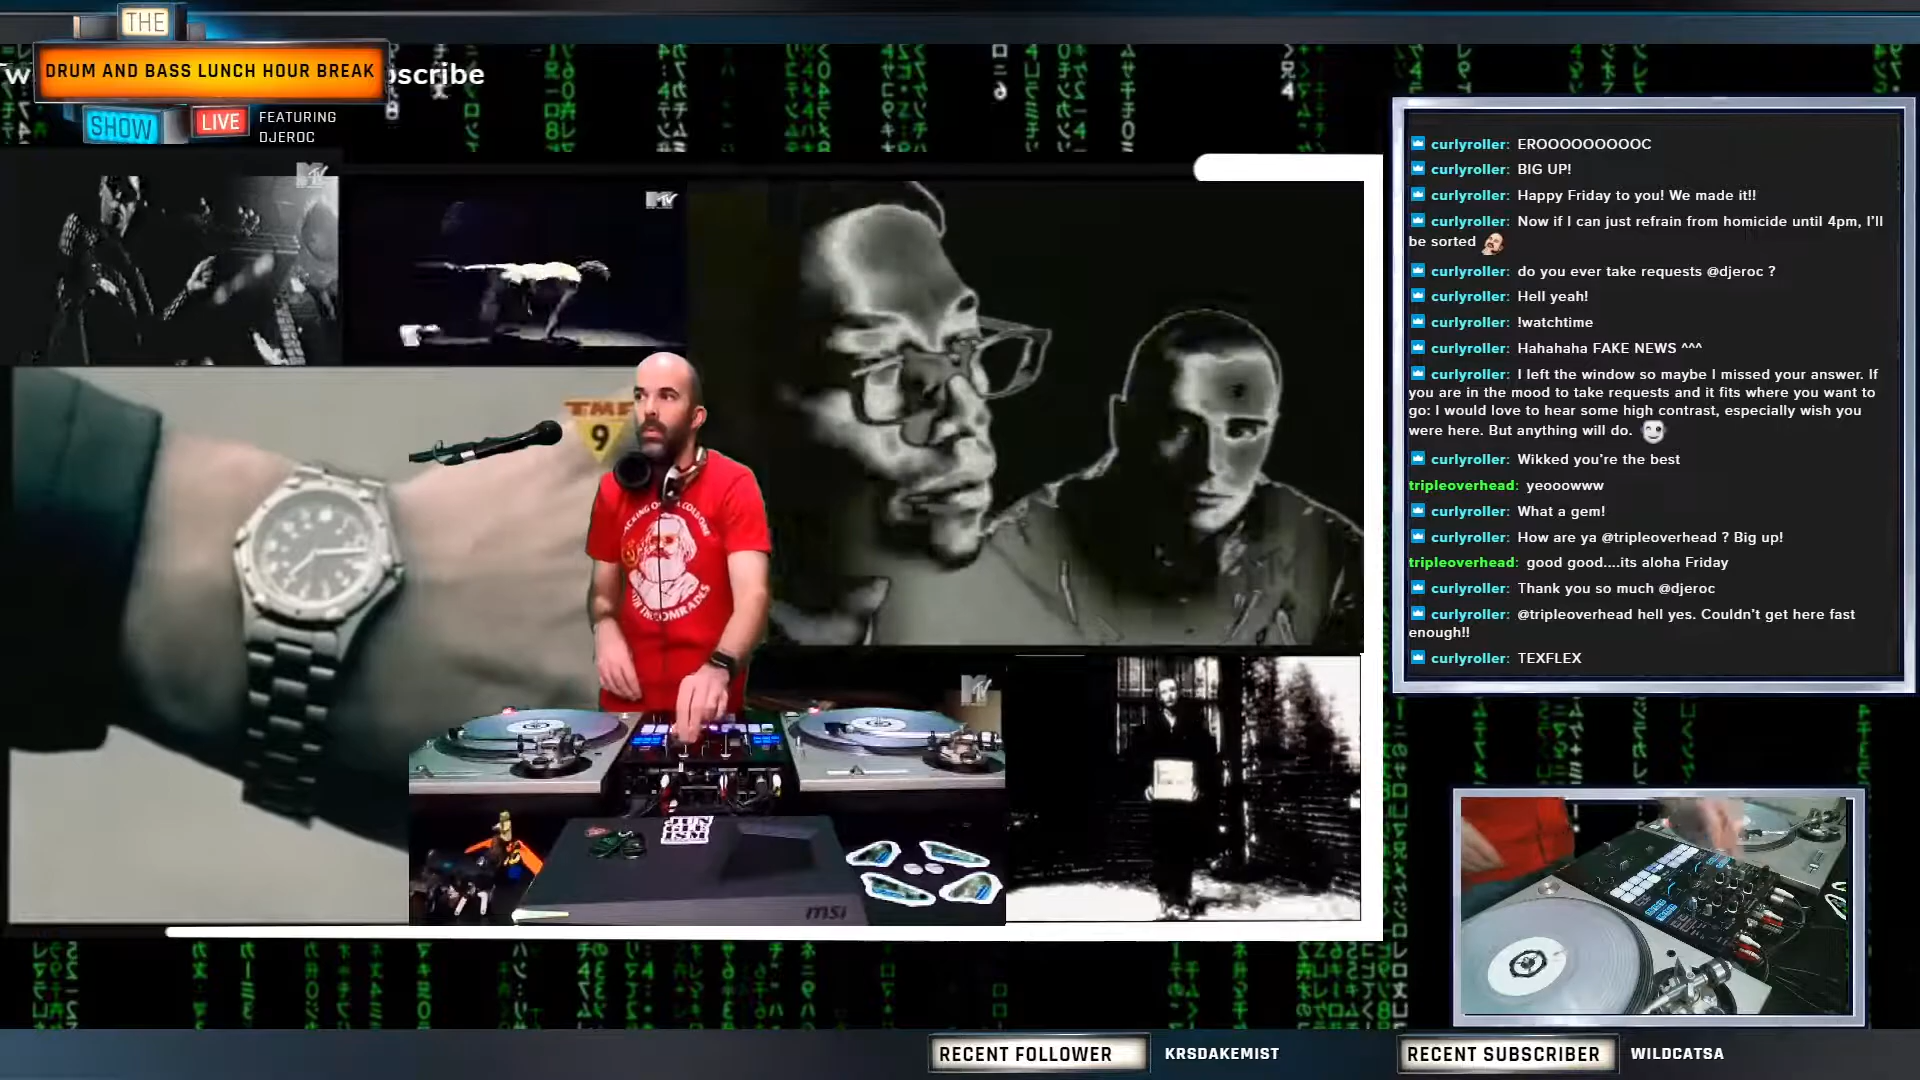 THE
DRUM AND BASS LUNCH HOUR BREAK
SHOW
LIVE
FEATURING
DJEROC
MTV
MTV
TMF
9
MTV
msi
curlyroller: EROOOOOOOOOC
curlyroller: BIG UP!
curlyroller: Happy Friday to you! We made it!!
curlyroller: Now if I can just refrain from homicide until 4pm, I'll
be sorted
curlyroller: do you ever take requests @djeroc ?
curlyroller: Hell yeah!
curlyroller: !watchtime
curlyroller: Hahahaha FAKE NEWS ^^^
curlyroller: I left the window so maybe I missed your answer. If
you are in the mood to take requests and it fits where you want to
go: I would love to hear some high contrast, especially wish you
were here. But anything will do.
curlyroller: Wikked you're the best
tripleoverhead: yeooowww
curlyroller: What a gem!
curlyroller: How are ya @tripleoverhead ? Big up!
tripleoverhead: good good....its aloha Friday
curlyroller: Thank you so much @djeroc
curlyroller: @tripleoverhead hell yes. Couldn't get here fast
enough!!
curlyroller: TEXFLEX
RECENT FOLLOWER
KRSDAKEMIST
RECENT SUBSCRIBER
WILDCATSA